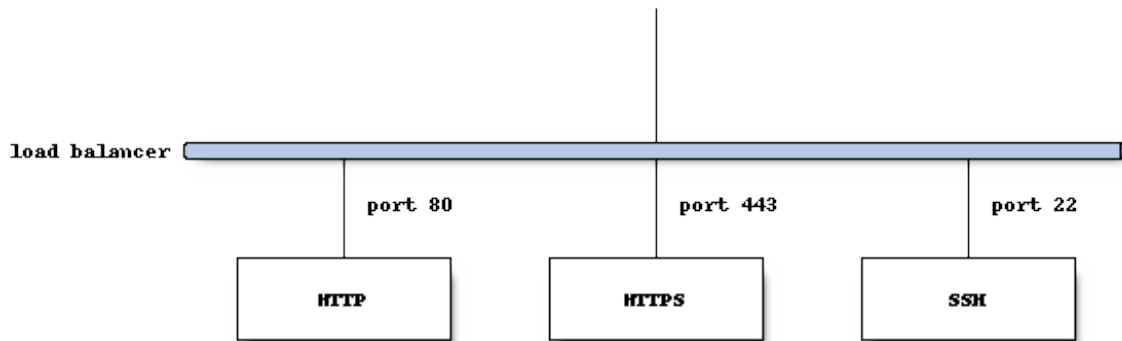 load balancer
port 80
port 443
port 22
HTTP
HTTPS
SSH